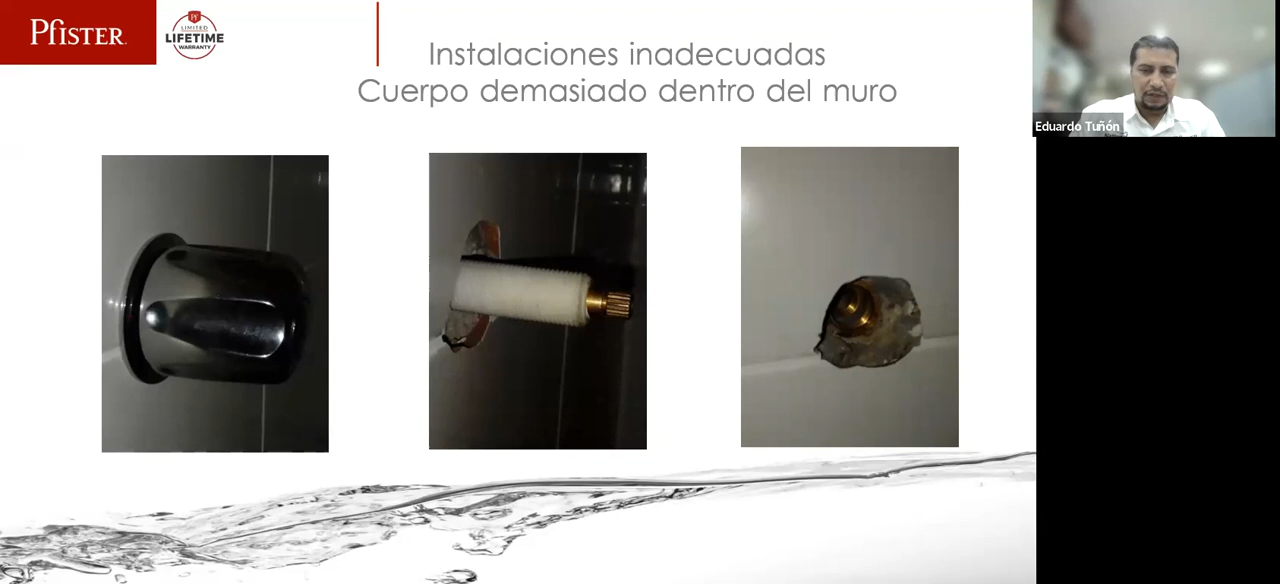 Pfister
LIMITED
LIFETIME
WARRANTY
Instalaciones inadecuadas
Cuerpo demasiado dentro del muro
Eduardo Tuñón